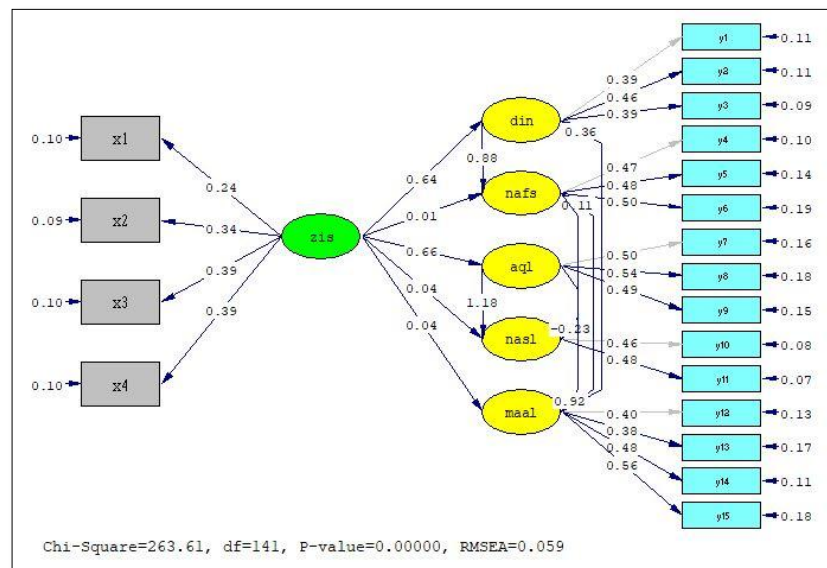 0.10
x1
0.09
x2
0.10
x3
0.10
x4
0.24
0.34
0.39
0.39
zis
0.64
0.01
0.66
0.04
0.04
din
0.88
nafs
aql
1.18
nasl
maal
0.36
0.11
-0.23
0.92
0.39
0.46
0.39
0.47
0.48
0.50
0.50
0.54
0.49
0.46
0.48
0.40
0.38
0.48
0.56
y1
0.11
y2
0.11
y3
0.09
y4
0.10
y5
0.14
y6
0.19
y7
0.16
y8
0.18
y9
0.15
y10
0.08
y11
0.07
y12
0.13
y13
0.17
y14
0.11
y15
0.18
Chi-Square=263.61, df=141, P-value=0.00000, RMSEA=0.059